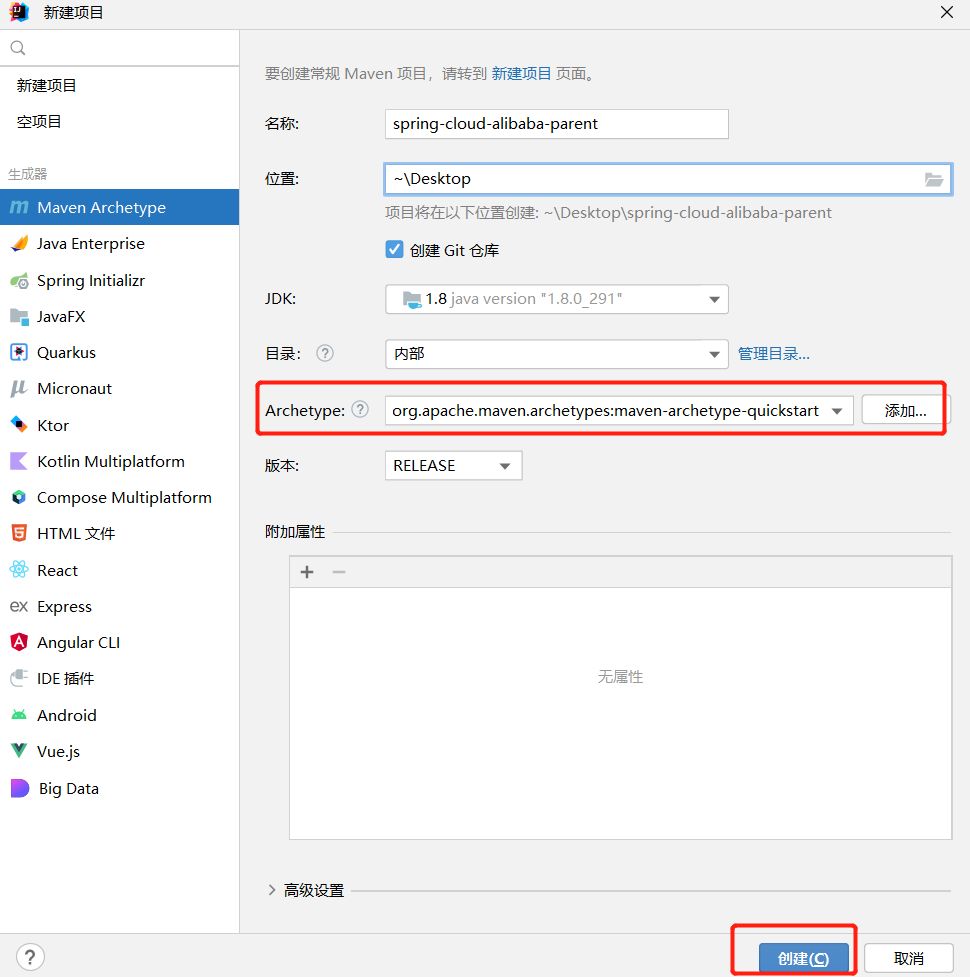 新建项目
新建项目
空项目
生成器
Maven Archetype
Java Enterprise
Spring Initializr
JavaFX
Quarkus
Micronaut
Ktor
Kotlin Multiplatform
Compose Multiplatform
HTML 文件
React
ex Express
Angular CLI
IDE 插件
Android
Vue.js
Big Data
要创建常规 Maven 项目，请转到 新建项目 页面。
名称: spring-cloud-alibaba-parent
位置: ~\Desktop
项目将在以下位置创建: ~\Desktop\spring-cloud-alibaba-parent
创建 Git 仓库
JDK: 1.8 java version "1.8.0_291"
目录: ? 内部 管理目录...
Archetype: ? org.apache.maven.archetypes:maven-archetype-quickstart 添加...
版本: RELEASE
附加属性
+ −
无属性
高级设置
? 创建(C) 取消